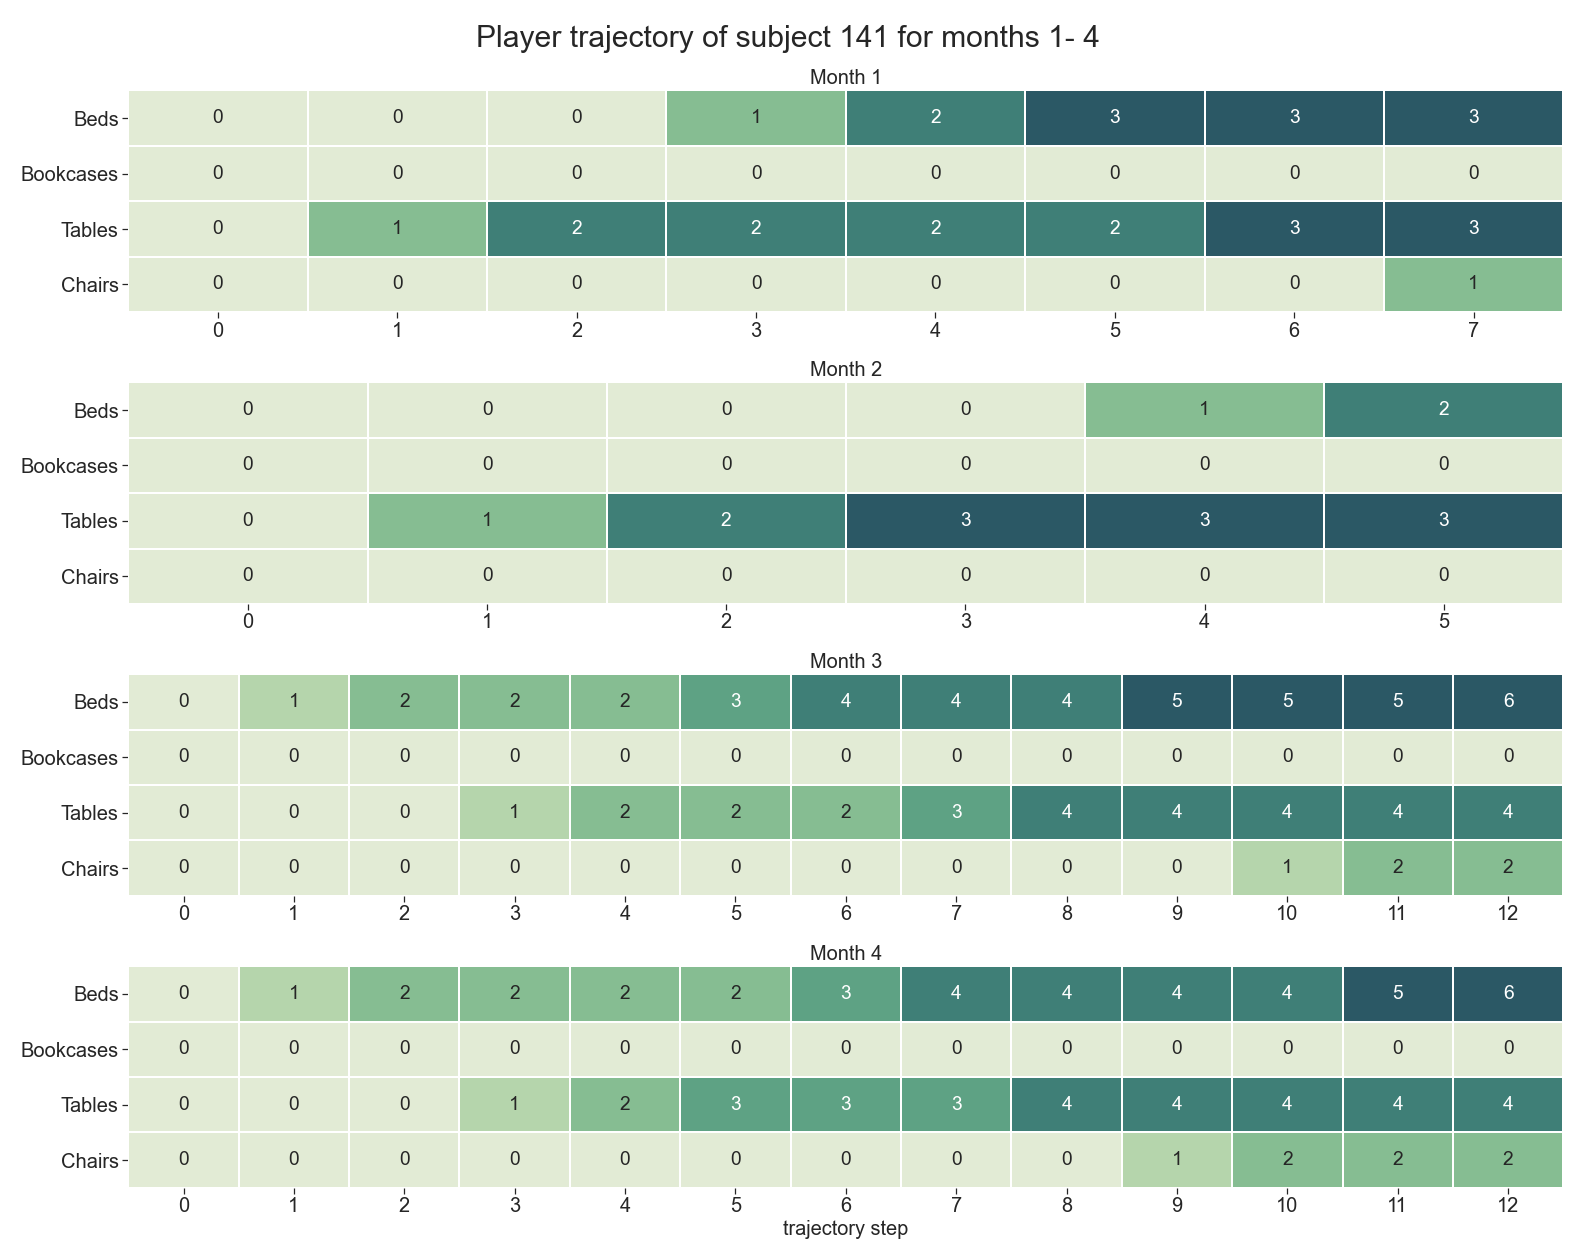 Player trajectory of subject 141 for months 1- 4
Month 1
Beds 0 0 0 1 2 3 3 3
Bookcases 0 0 0 0 0 0 0 0
Tables 0 1 2 2 2 2 3 3
Chairs 0 0 0 0 0 0 0 1
0 1 2 3 4 5 6 7
Month 2
Beds 0 0 0 0 1 2
Bookcases 0 0 0 0 0 0
Tables 0 1 2 3 3 3
Chairs 0 0 0 0 0 0
0 1 2 3 4 5
Month 3
Beds 0 1 2 2 2 3 4 4 4 5 5 5 6
Bookcases 0 0 0 0 0 0 0 0 0 0 0 0 0
Tables 0 0 0 1 2 2 2 3 4 4 4 4 4
Chairs 0 0 0 0 0 0 0 0 0 0 1 2 2
0 1 2 3 4 5 6 7 8 9 10 11 12
Month 4
Beds 0 1 2 2 2 2 3 4 4 4 4 5 6
Bookcases 0 0 0 0 0 0 0 0 0 0 0 0 0
Tables 0 0 0 1 2 3 3 3 4 4 4 4 4
Chairs 0 0 0 0 0 0 0 0 0 1 2 2 2
0 1 2 3 4 5 6 7 8 9 10 11 12
trajectory step